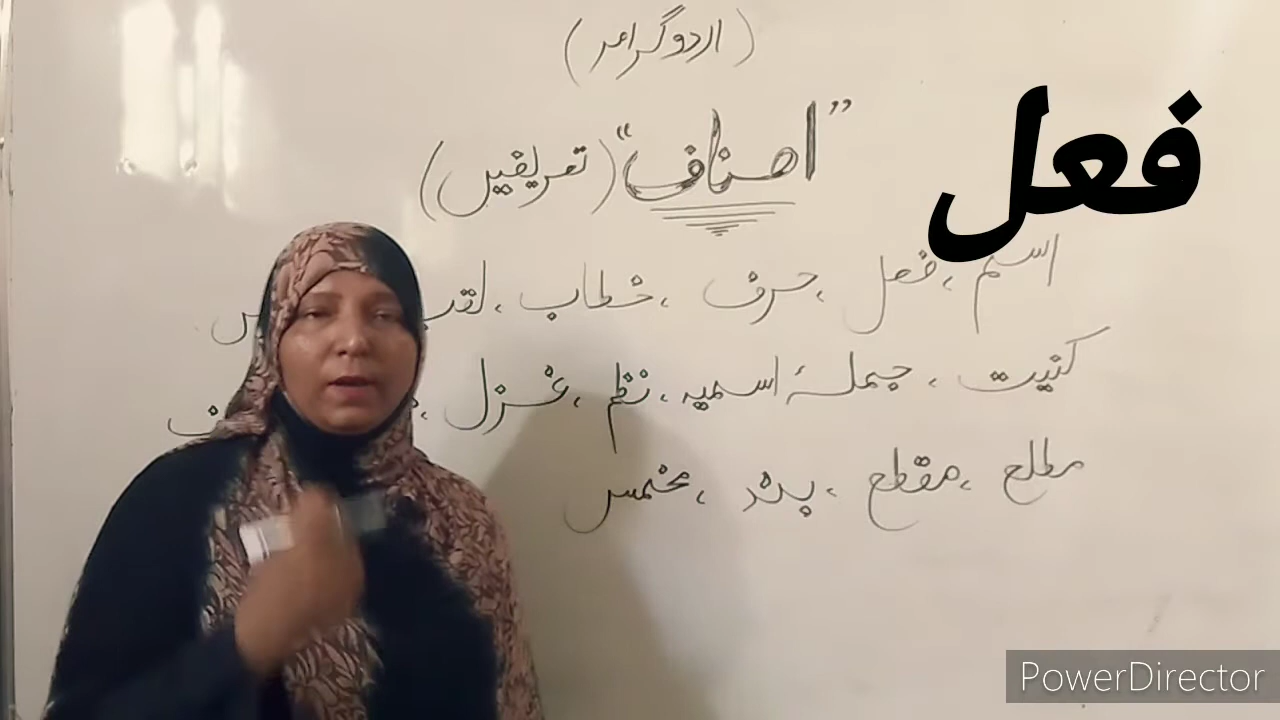 (اردو گرامر)
"اصناف" (تعریفیں)
فعل
اسم، فعل، حرف، خطاب، لقب
کنیت، جملۂ اسمیہ، نظم، غزل،
مطلع، مقطع، بند، مخمس
PowerDirector